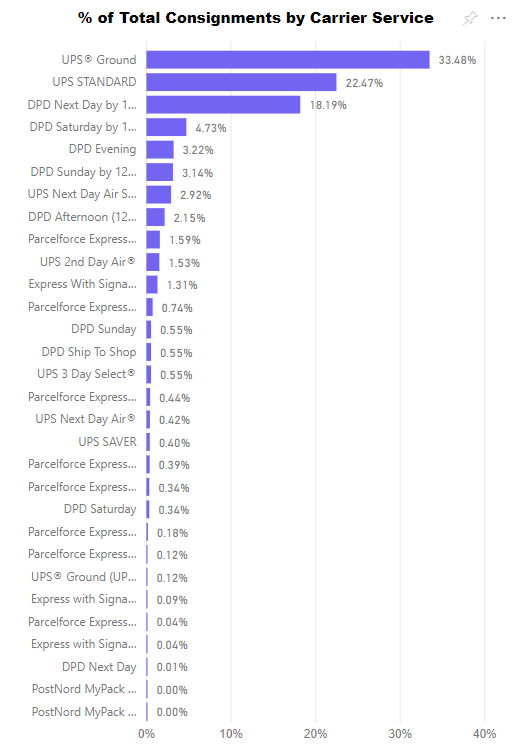 % of Total Consignments by Carrier Service
UPS® Ground 33.48%
UPS STANDARD 22.47%
DPD Next Day by 1... 18.19%
DPD Saturday by 1... 4.73%
DPD Evening 3.22%
DPD Sunday by 12... 3.14%
UPS Next Day Air S... 2.92%
DPD Afternoon (12... 2.15%
Parcelforce Express... 1.59%
UPS 2nd Day Air® 1.53%
Express With Signa... 1.31%
Parcelforce Express... 0.74%
DPD Sunday 0.55%
DPD Ship To Shop 0.55%
UPS 3 Day Select® 0.55%
Parcelforce Express... 0.44%
UPS Next Day Air® 0.42%
UPS SAVER 0.40%
Parcelforce Express... 0.39%
Parcelforce Express... 0.34%
DPD Saturday 0.34%
Parcelforce Express... 0.18%
Parcelforce Express... 0.12%
UPS® Ground (UP... 0.12%
Express with Signa... 0.09%
Parcelforce Express... 0.04%
Express with Signa... 0.04%
DPD Next Day 0.01%
PostNord MyPack ... 0.00%
PostNord MyPack ... 0.00%
0% 10% 20% 30% 40%